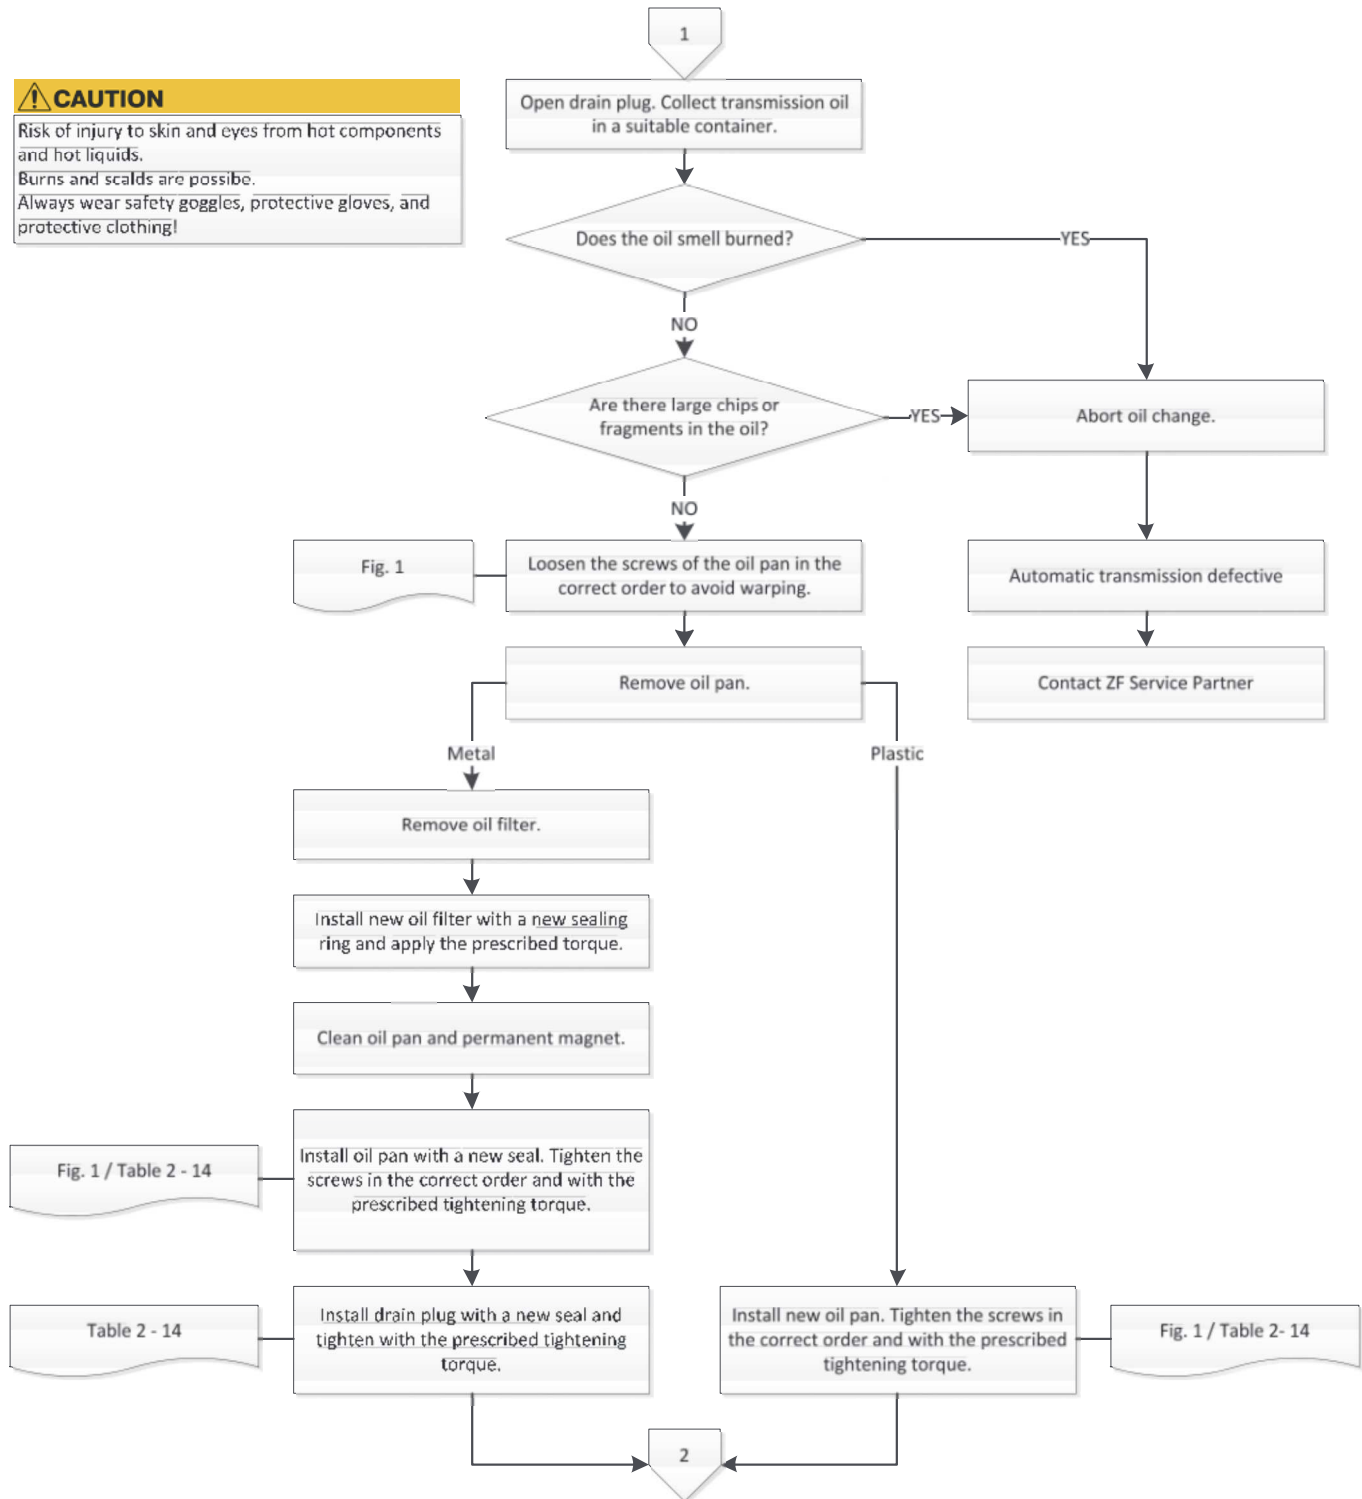 1
CAUTION
Risk of injury to skin and eyes from hot components
and hot liquids.
Burns and scalds are possibe.
Always wear safety goggles, protective gloves, and
protective clothing!
Open drain plug. Collect transmission oil
in a suitable container.
Does the oil smell burned?
YES
NO
Are there large chips or
fragments in the oil?
YES
Abort oil change.
NO
Fig. 1
Loosen the screws of the oil pan in the
correct order to avoid warping.
Automatic transmission defective
Remove oil pan.
Contact ZF Service Partner
Metal
Plastic
Remove oil filter.
Install new oil filter with a new sealing
ring and apply the prescribed torque.
Clean oil pan and permanent magnet.
Fig. 1 / Table 2 - 14
Install oil pan with a new seal. Tighten the
screws in the correct order and with the
prescribed tightening torque.
Table 2 - 14
Install drain plug with a new seal and
tighten with the prescribed tightening
torque.
Install new oil pan. Tighten the screws in
the correct order and with the prescribed
tightening torque.
Fig. 1 / Table 2- 14
2